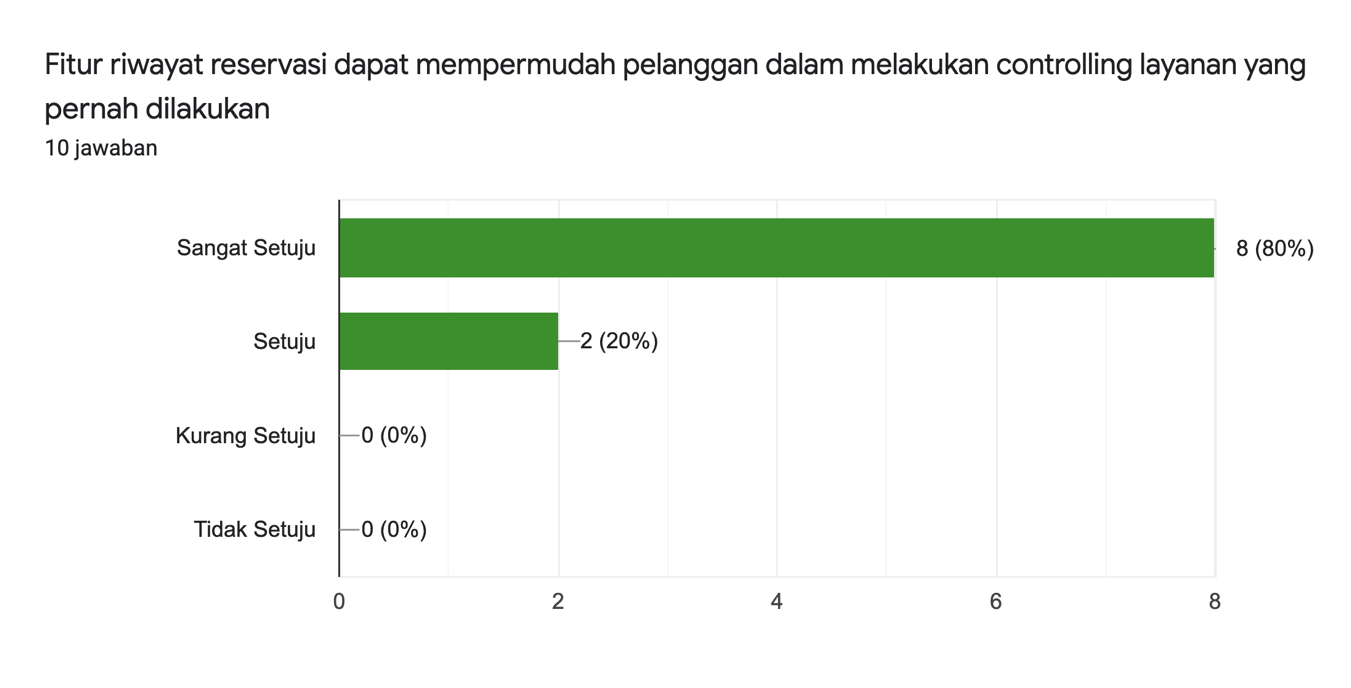 Fitur riwayat reservasi dapat mempermudah pelanggan dalam melakukan controlling layanan yang
pernah dilakukan
10 jawaban
Sangat Setuju
8 (80%)
Setuju
2 (20%)
Kurang Setuju
0 (0%)
Tidak Setuju
0 (0%)
0 2 4 6 8